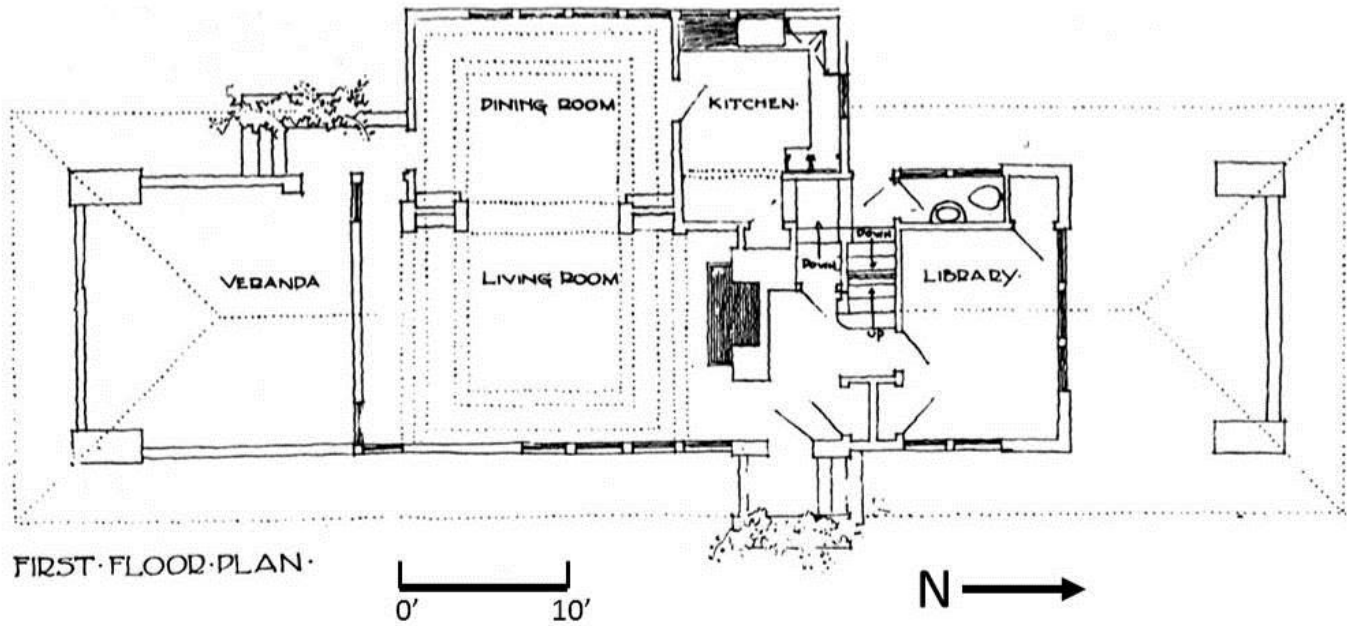 DINING ROOM
KITCHEN·
VERANDA
LIVING ROOM
DOWN
DOWN
LIBRARY·
UP
FIRST·FLOOR·PLAN·
0'
10'
N